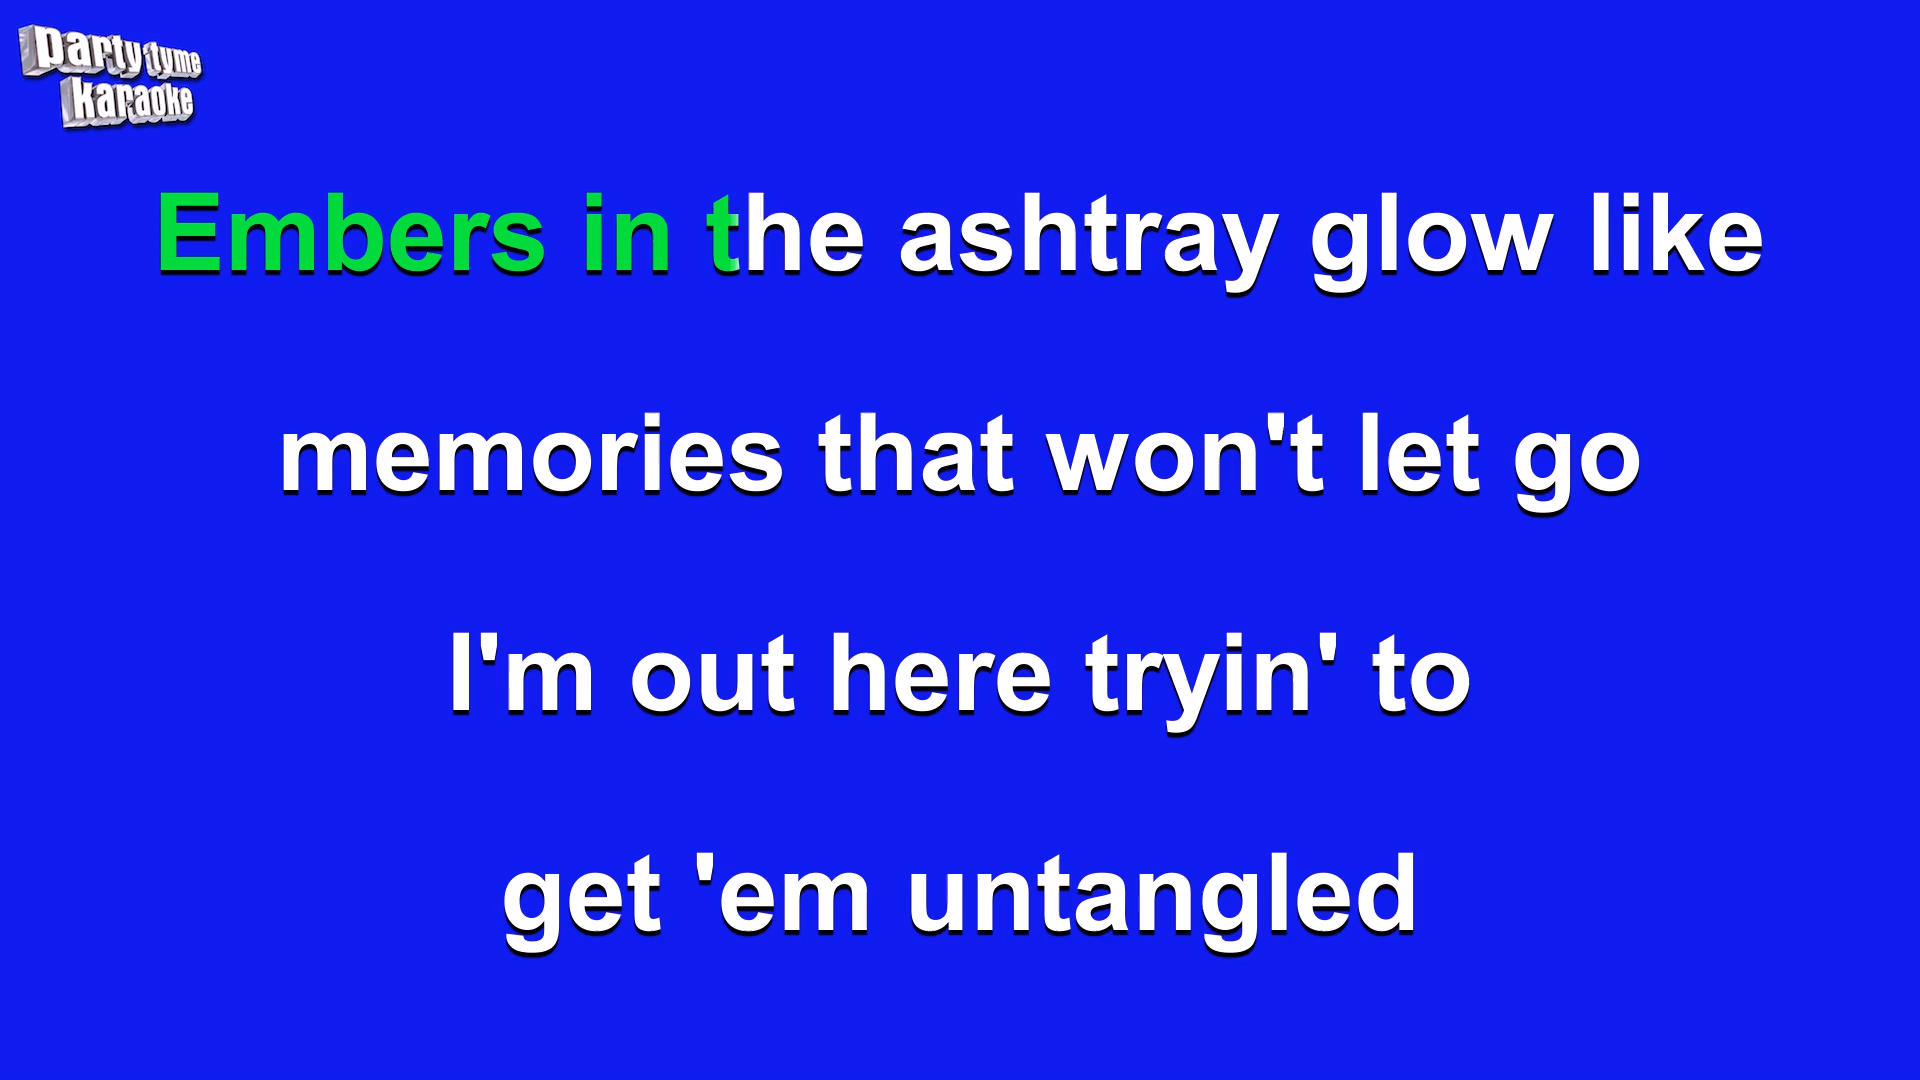 party tyme
karaoke
Embers in the ashtray glow like
memories that won't let go
I'm out here tryin' to
get 'em untangled